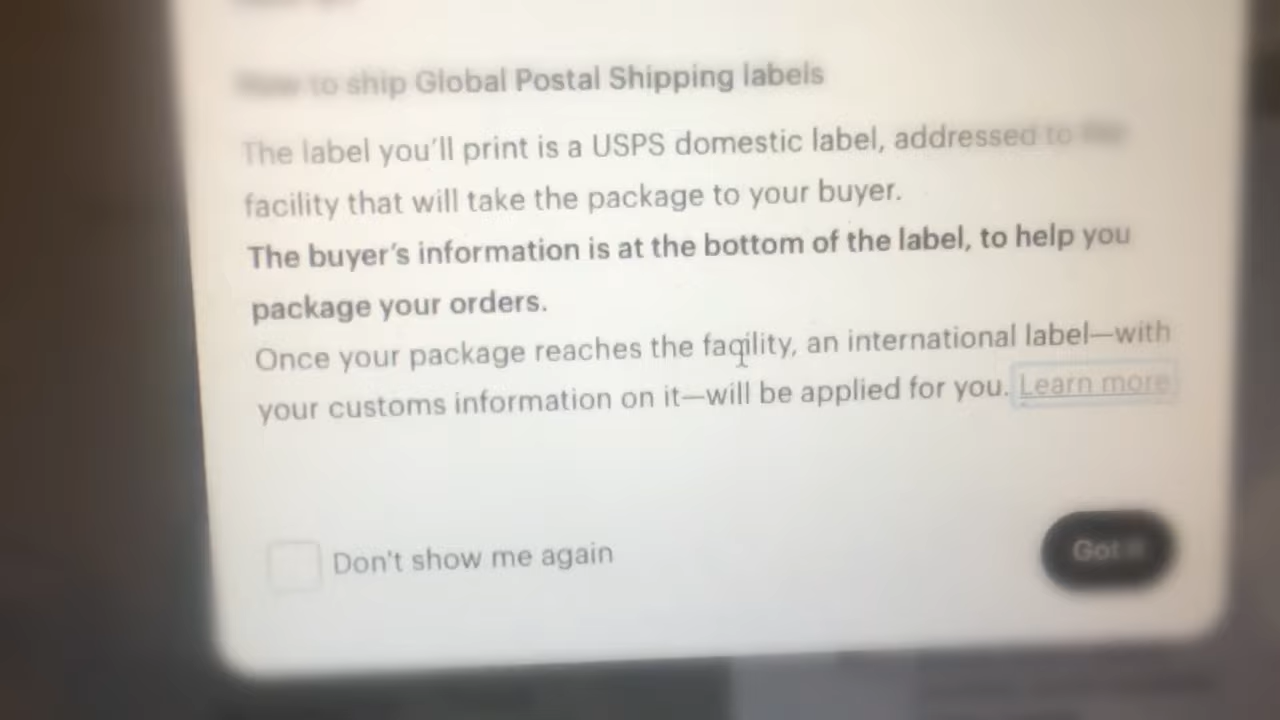 to ship Global Postal Shipping labels
The label you'll print is a USPS domestic label, addressed to
facility that will take the package to your buyer.
The buyer's information is at the bottom of the label, to help you
package your orders.
Once your package reaches the facility, an international label—with
your customs information on it—will be applied for you. Learn more
Don't show me again
Got